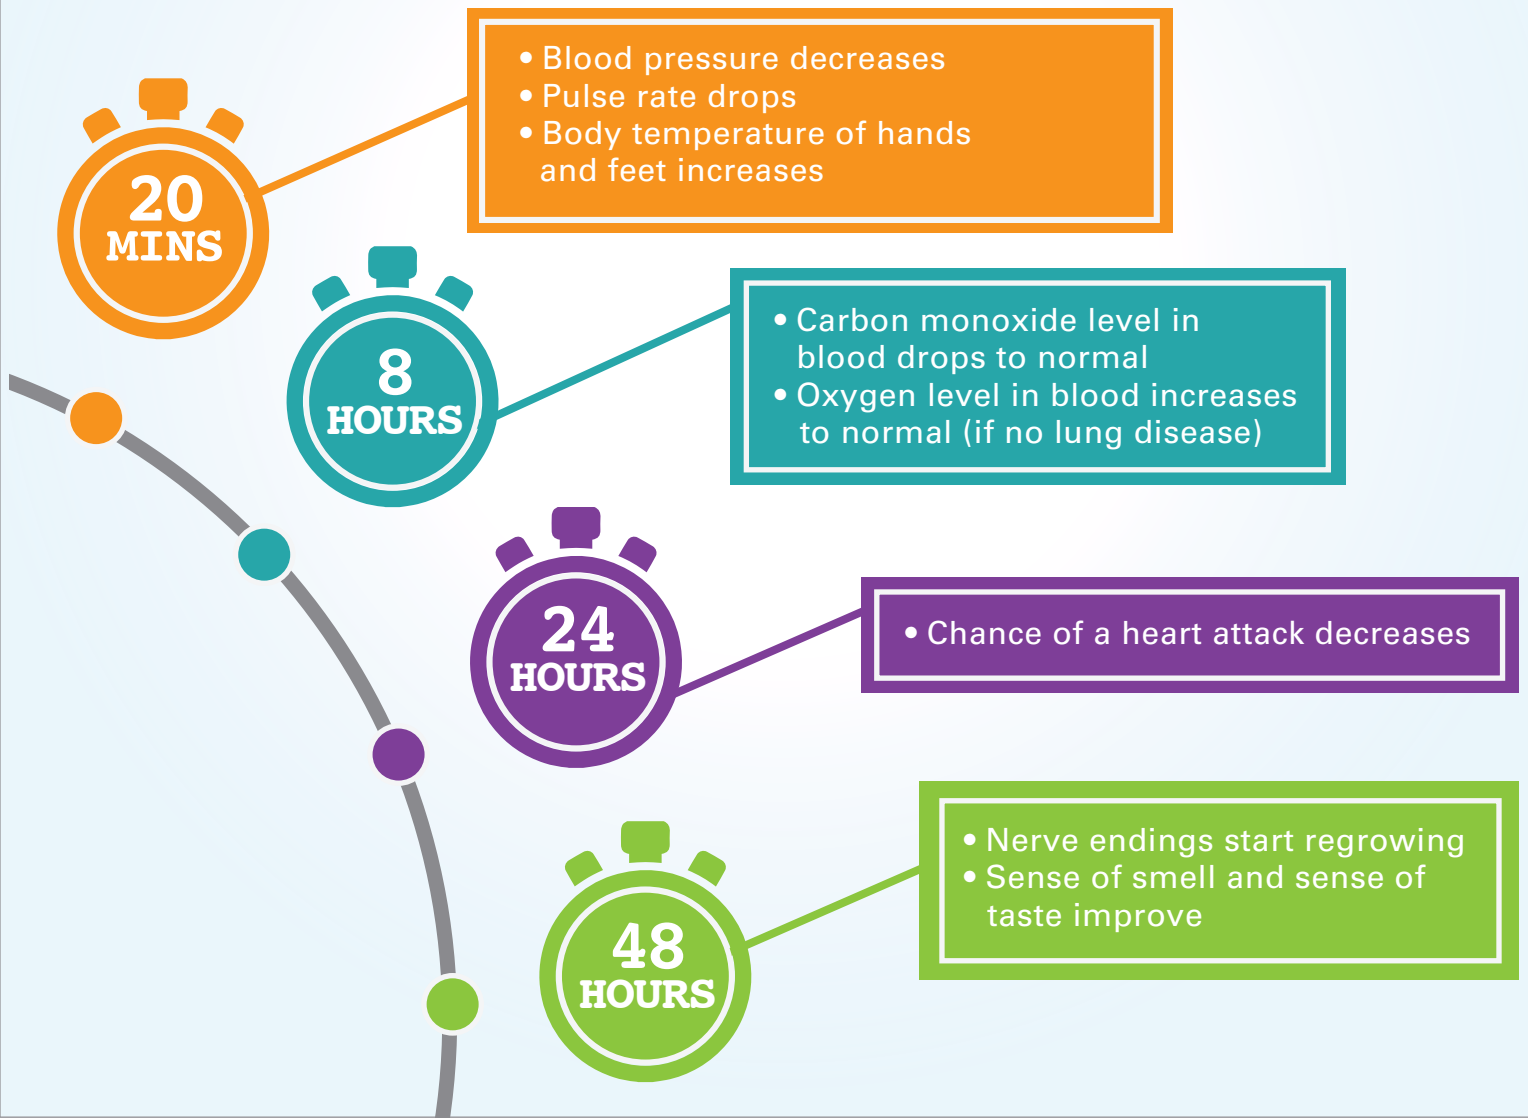 20
MINS
• Blood pressure decreases
• Pulse rate drops
• Body temperature of hands
and feet increases
8
HOURS
• Carbon monoxide level in
blood drops to normal
• Oxygen level in blood increases
to normal (if no lung disease)
24
HOURS
• Chance of a heart attack decreases
48
HOURS
• Nerve endings start regrowing
• Sense of smell and sense of
taste improve